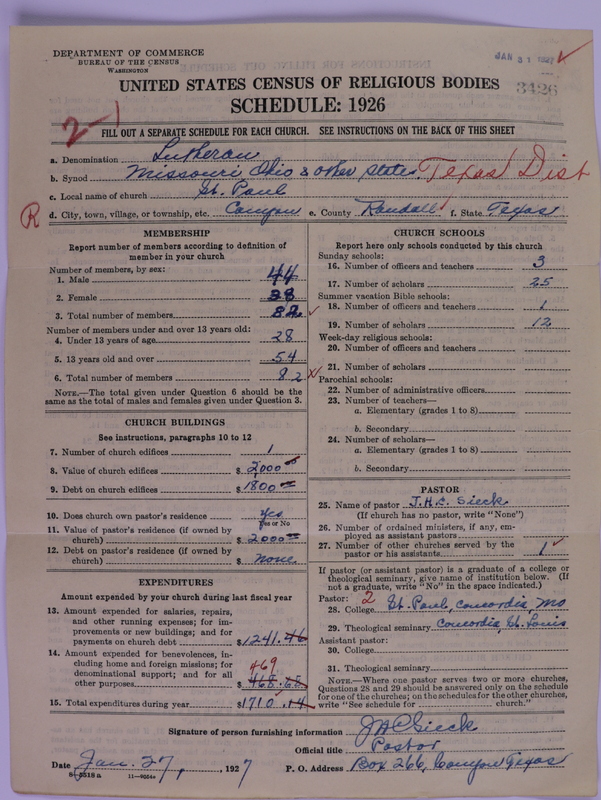 DEPARTMENT OF COMMERCE
BUREAU OF THE CENSUS
WASHINGTON
JAN 31 1927
3426
UNITED STATES CENSUS OF RELIGIOUS BODIES
SCHEDULE: 1926
2-1
FILL OUT A SEPARATE SCHEDULE FOR EACH CHURCH. SEE INSTRUCTIONS ON THE BACK OF THIS SHEET
a. Denomination Lutheran
b. Synod Missouri, Ohio & other states. Texas Dist
c. Local name of church St. Paul
R d. City, town, village, or township, etc. Canyon e. County Randall f. State Texas
MEMBERSHIP
Report number of members according to definition of member in your church
Number of members, by sex:
1. Male 44
2. Female 38
3. Total number of members 82
Number of members under and over 13 years old:
4. Under 13 years of age 28
5. 13 years old and over 54
6. Total number of members 82
NOTE.—The total given under Question 6 should be same as the total of males and females given under Question 3.
CHURCH BUILDINGS
See instructions, paragraphs 10 to 12
7. Number of church edifices 1
8. Value of church edifices $ 2,000 00
9. Debt on church edifices $ 1800 00
10. Does church own pastor's residence Yes
Yes or No
11. Value of pastor's residence (if owned by church) $ 2000 00
12. Debt on pastor's residence (if owned by church) $ none
EXPENDITURES
Amount expended by your church during last fiscal year
13. Amount expended for salaries, repairs, and other running expenses; for improvements or new buildings; and for payments on church debt $ 1241.46
14. Amount expended for benevolences, including home and foreign missions; for denominational support; and for all other purposes 469 $ 468.68
15. Total expenditures during year $ 1710.14
CHURCH SCHOOLS
Report here only schools conducted by this church
Sunday schools:
16. Number of officers and teachers 3
17. Number of scholars 25
Summer vacation Bible schools:
18. Number of officers and teachers 1
19. Number of scholars 12
Week-day religious schools:
20. Number of officers and teachers
21. Number of scholars
Parochial schools:
22. Number of administrative officers
23. Number of teachers—
a. Elementary (grades 1 to 8)
b. Secondary
24. Number of scholars—
a. Elementary (grades 1 to 8)
b. Secondary
PASTOR
25. Name of pastor J.H.C. Sieck
(If church has no pastor, write "None")
26. Number of ordained ministers, if any, employed as assistant pastors
27. Number of other churches served by the pastor or his assistants 1
If pastor (or assistant pastor) is a graduate of a college or theological seminary, give name of institution below. (If not a graduate, write "No" in the space indicated.)
Pastor: 2
28. College St. Paul, Concordia, Mo
29. Theological seminary Concordia, St. Louis
Assistant pastor:
30. College
31. Theological seminary
NOTE.—Where one pastor serves two or more churches, Questions 28 and 29 should be answered only on the schedule for one of the churches; on the schedules for the other churches, write "See schedule for church."
Signature of person furnishing information JHC Sieck
Official title Pastor
Date Jan. 27, 1927 P. O. Address Box 266, Canyon Texas
8-5518a 11-9004